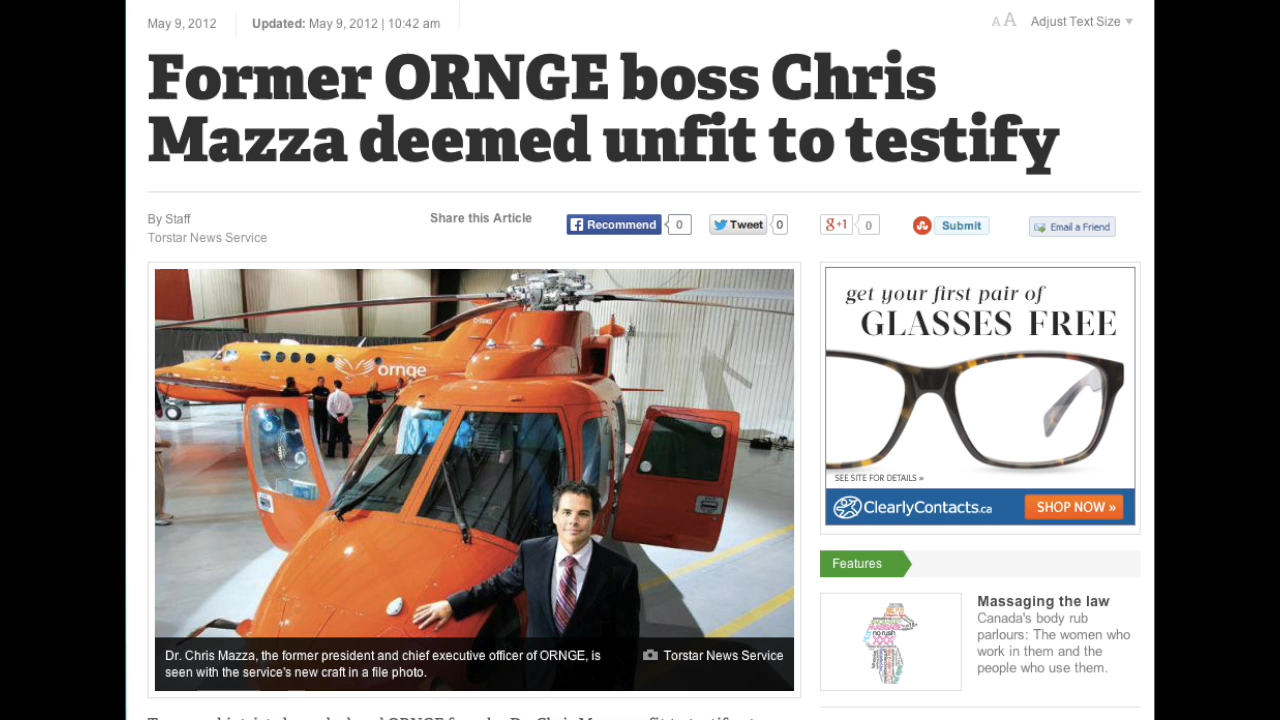 May 9, 2012
Updated: May 9, 2012 | 10:42 am
A A Adjust Text Size
Former ORNGE boss Chris
Mazza deemed unfit to testify
By Staff
Torstar News Service
Share this Article
Recommend 0
Tweet 0
g+1 0
Submit
Email a Friend
ornge
Dr. Chris Mazza, the former president and chief executive officer of ORNGE, is
seen with the service's new craft in a file photo.
Torstar News Service
get your first pair of
GLASSES FREE
SEE SITE FOR DETAILS »
ClearlyContacts.ca
SHOP NOW »
Features
no rush
XXX
Massaging the law
Canada's body rub
parlours: The women who
work in them and the
people who use them.